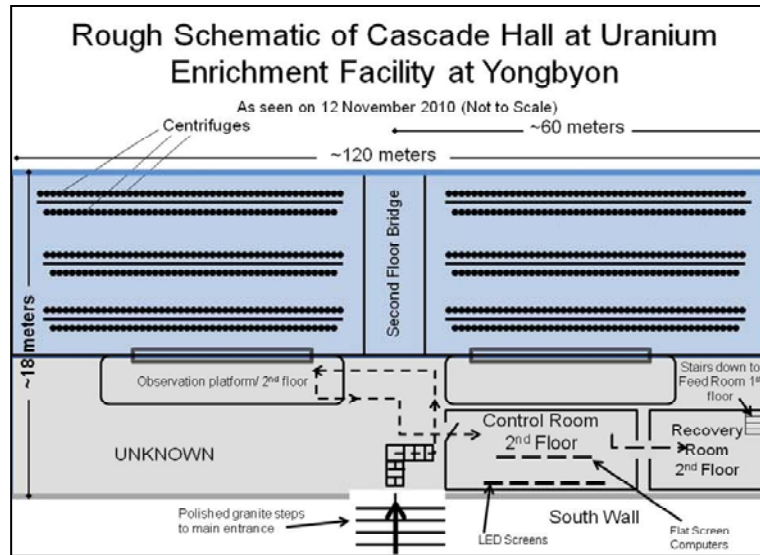 Rough Schematic of Cascade Hall at Uranium
Enrichment Facility at Yongbyon
As seen on 12 November 2010 (Not to Scale)
Centrifuges
~60 meters
~120 meters
~18 meters
Second Floor Bridge
Observation platform/ 2nd floor
Stairs down to
Feed Room 1st
floor
Control Room
2nd Floor
Recovery
Room
2nd Floor
UNKNOWN
Polished granite steps
to main entrance
LED Screens
South Wall
Flat Screen
Computers